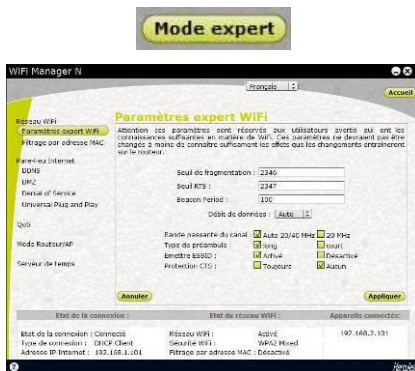 Mode expert
WiFi Manager N
Français
Accueil
Réseau WiFi
Paramètres expert WiFi
Filtrage par adresse MAC
Pare-feu Internet
DDNS
DMZ
Denial of Service
Universal Plug and Play
QoS
Mode Routeur/AP
Serveur de temps
Paramètres expert WiFi
Attention ces paramètres sont réservés aux utilisateurs avertis qui ont les
connaissances suffisantes en matière de WiFi. Ces paramètres ne devraient pas être
changés à moins de connaître suffisament les effets que les changements entraineront
sur le routeur.
Seuil de fragmentation : 2346
Seuil RTS : 2347
Beacon Period : 100
Débit de données : Auto
Bande passante du canal : Auto 20/40 MHz 20 MHz
Type de préambule : long court
Emettre ESSID : Activé Désactivé
Protection CTS : Toujours Aucun
Annuler
Appliquer
Etat de la connexion : Etat du réseau WiFi : Appareils connectés:
Etat de la connexion : Connecté Réseau WiFi : Activé 192.168.2.101
Type de connexion : DHCP Client Sécurité WiFi : WPA2 Mixed
Adresse IP Internet : 192.168.1.101 Filtrage par adresse MAC : Désactivé
Hercules